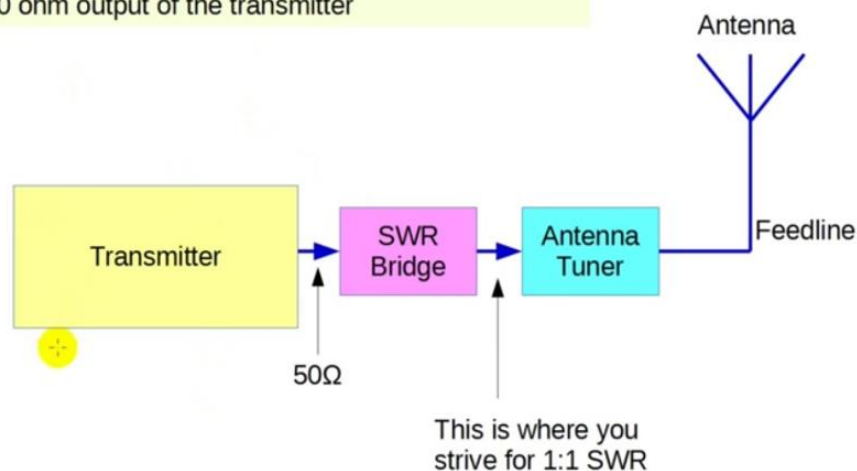 0 ohm output of the transmitter
Antenna
Transmitter
SWR
Bridge
Antenna
Tuner
Feedline
50Ω
This is where you
strive for 1:1 SWR